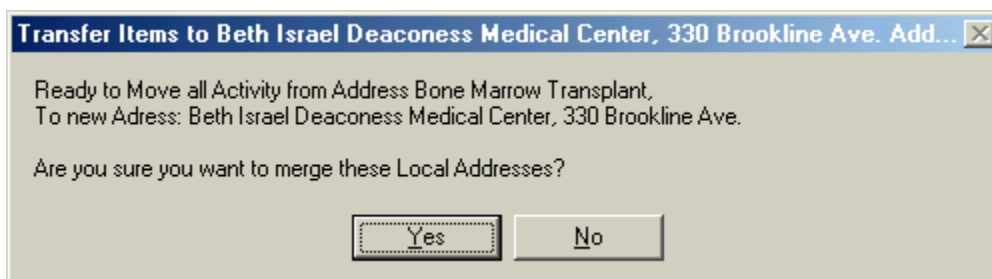 Transfer Items to Beth Israel Deaconess Medical Center, 330 Brookline Ave. Add...
Ready to Move all Activity from Address Bone Marrow Transplant,
To new Adress: Beth Israel Deaconess Medical Center, 330 Brookline Ave.
Are you sure you want to merge these Local Addresses?
Yes No